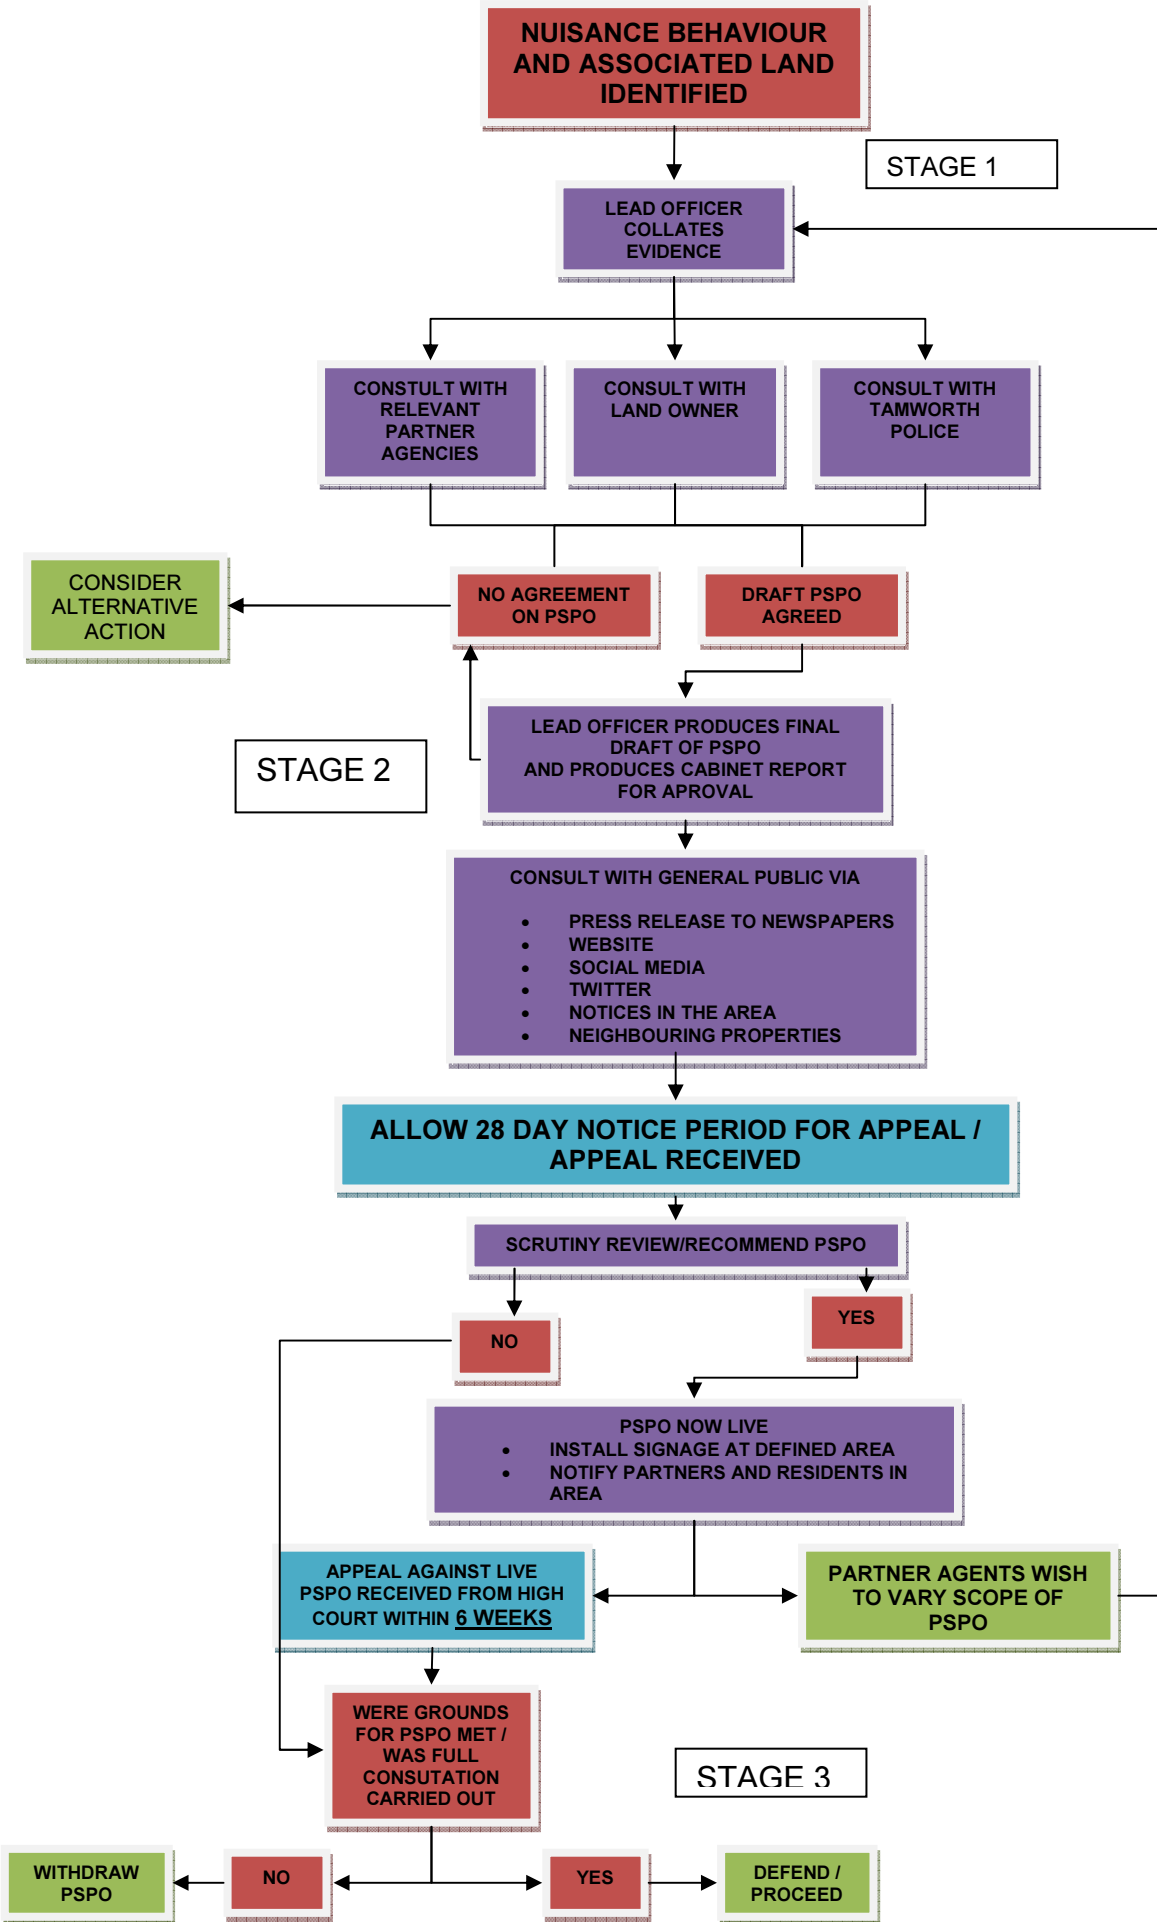 NUISANCE BEHAVIOUR
AND ASSOCIATED LAND
IDENTIFIED
STAGE 1
LEAD OFFICER
COLLATES
EVIDENCE
CONSTULT WITH
RELEVANT
PARTNER
AGENCIES
CONSULT WITH
LAND OWNER
CONSULT WITH
TAMWORTH
POLICE
CONSIDER
ALTERNATIVE
ACTION
NO AGREEMENT
ON PSPO
DRAFT PSPO
AGREED
STAGE 2
LEAD OFFICER PRODUCES FINAL
DRAFT OF PSPO
AND PRODUCES CABINET REPORT
FOR APROVAL
CONSULT WITH GENERAL PUBLIC VIA
• PRESS RELEASE TO NEWSPAPERS
• WEBSITE
• SOCIAL MEDIA
• TWITTER
• NOTICES IN THE AREA
• NEIGHBOURING PROPERTIES
ALLOW 28 DAY NOTICE PERIOD FOR APPEAL /
APPEAL RECEIVED
SCRUTINY REVIEW/RECOMMEND PSPO
NO
YES
PSPO NOW LIVE
• INSTALL SIGNAGE AT DEFINED AREA
• NOTIFY PARTNERS AND RESIDENTS IN
AREA
APPEAL AGAINST LIVE
PSPO RECEIVED FROM HIGH
COURT WITHIN 6 WEEKS
PARTNER AGENTS WISH
TO VARY SCOPE OF
PSPO
WERE GROUNDS
FOR PSPO MET /
WAS FULL
CONSUTATION
CARRIED OUT
STAGE 3
WITHDRAW
PSPO
NO
YES
DEFEND /
PROCEED